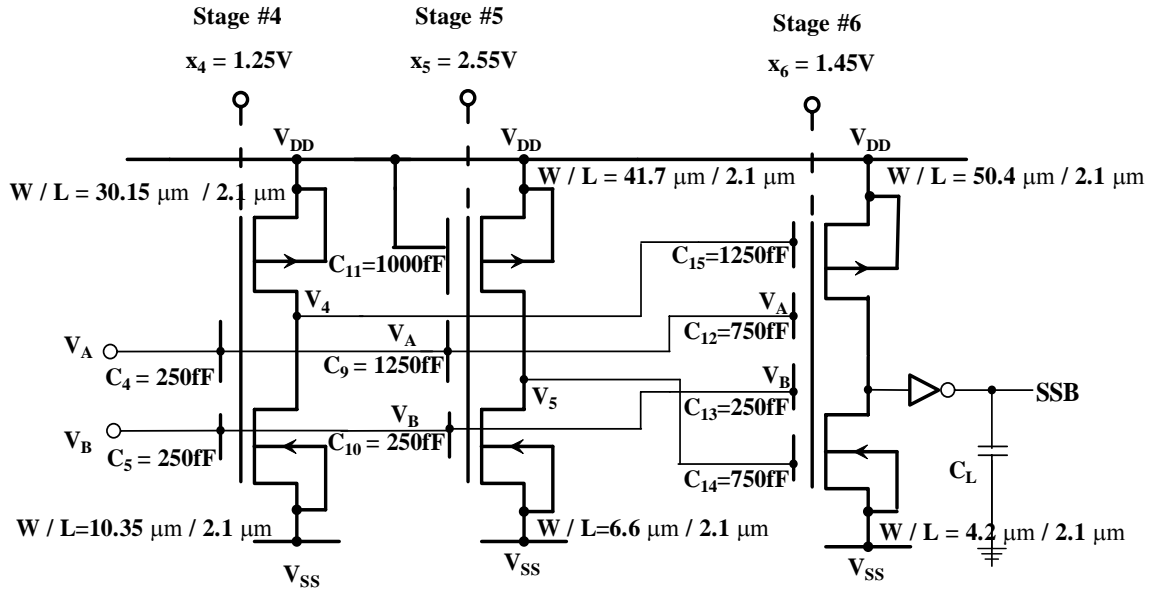 Stage #4
Stage #5
Stage #6
x4 = 1.25V
x5 = 2.55V
x6 = 1.45V
VDD
VDD
VDD
W / L = 30.15 μm / 2.1 μm
W / L = 41.7 μm / 2.1 μm
W / L = 50.4 μm / 2.1 μm
C11=1000fF
C15=1250fF
V4
VA
VA
VA
C12=750fF
C4 = 250fF
C9 = 1250fF
VB
V5
C13=250fF
SSB
VB
VB
C5 = 250fF
C10 = 250fF
C14=750fF
CL
W / L=10.35 μm / 2.1 μm
W / L=6.6 μm / 2.1 μm
W / L = 4.2 μm / 2.1 μm
VSS
VSS
VSS